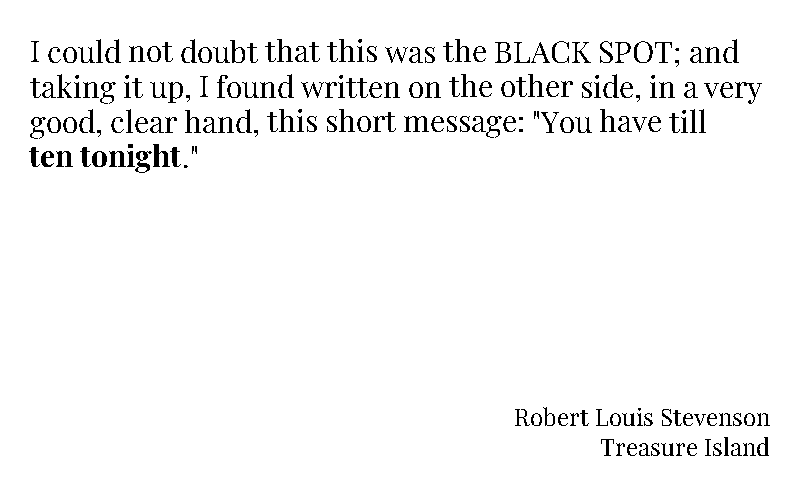 I could not doubt that this was the BLACK SPOT; and
taking it up, I found written on the other side, in a very
good, clear hand, this short message: "You have till
ten tonight."
Robert Louis Stevenson
Treasure Island